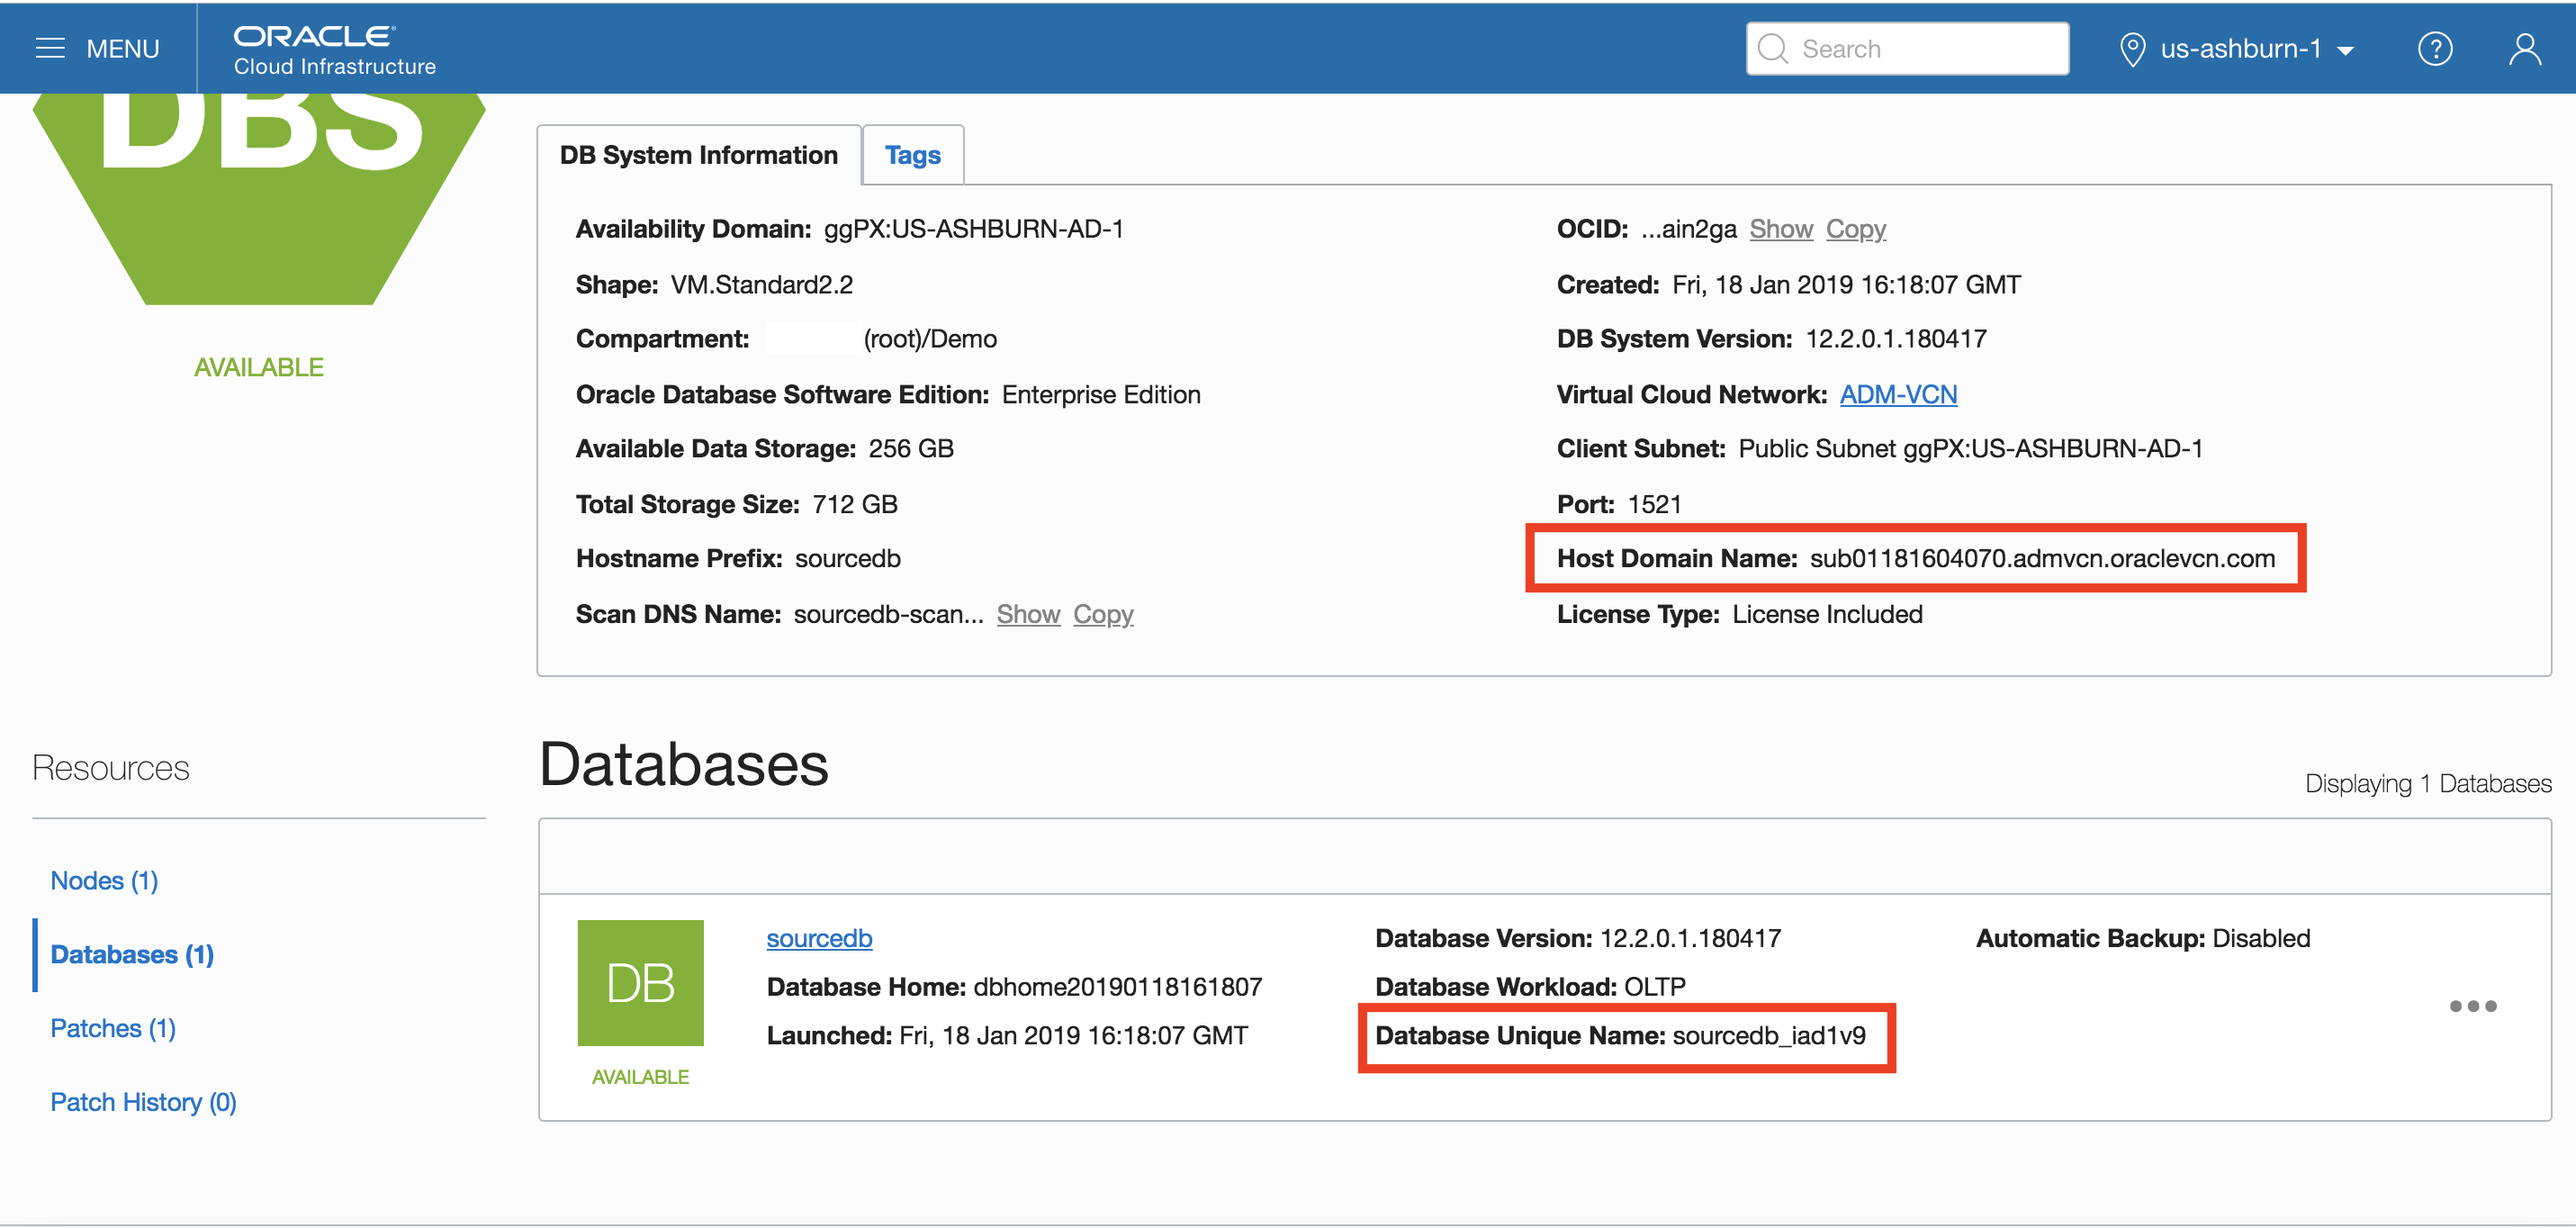 MENU
ORACLE
Cloud Infrastructure
Search
us-ashburn-1
?
DBS
AVAILABLE
DB System Information
Tags
Availability Domain: ggPX:US-ASHBURN-AD-1
Shape: VM.Standard2.2
Compartment: (root)/Demo
Oracle Database Software Edition: Enterprise Edition
Available Data Storage: 256 GB
Total Storage Size: 712 GB
Hostname Prefix: sourcedb
Scan DNS Name: sourcedb-scan... Show Copy
OCID: ...ain2ga Show Copy
Created: Fri, 18 Jan 2019 16:18:07 GMT
DB System Version: 12.2.0.1.180417
Virtual Cloud Network: ADM-VCN
Client Subnet: Public Subnet ggPX:US-ASHBURN-AD-1
Port: 1521
Host Domain Name: sub01181604070.admvcn.oraclevcn.com
License Type: License Included
Resources
Nodes (1)
Databases (1)
Patches (1)
Patch History (0)
Databases
Displaying 1 Databases
DB
AVAILABLE
sourcedb
Database Home: dbhome20190118161807
Launched: Fri, 18 Jan 2019 16:18:07 GMT
Database Version: 12.2.0.1.180417
Database Workload: OLTP
Database Unique Name: sourcedb_iad1v9
Automatic Backup: Disabled